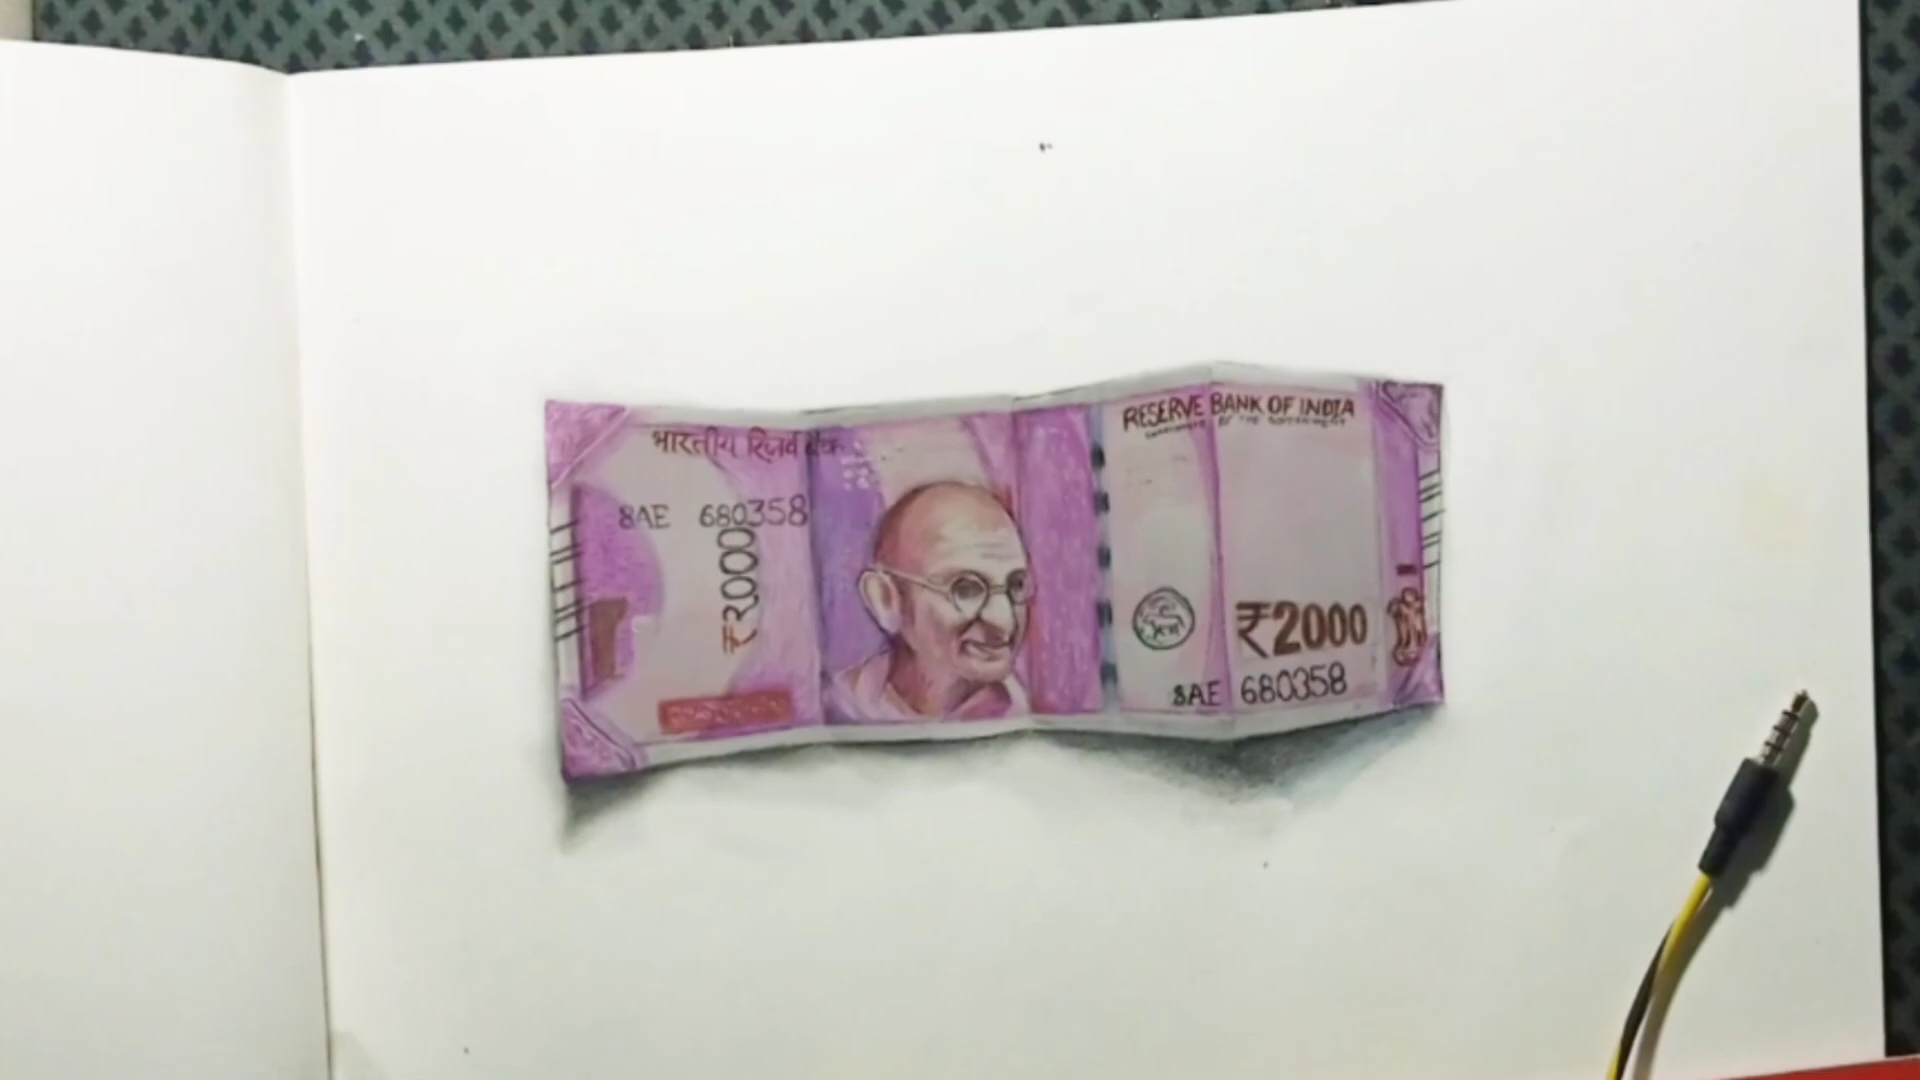 भारतीय रिज़र्व बैंक
8AE 680358
₹2000
RESERVE BANK OF INDIA
₹2000
8AE 680358